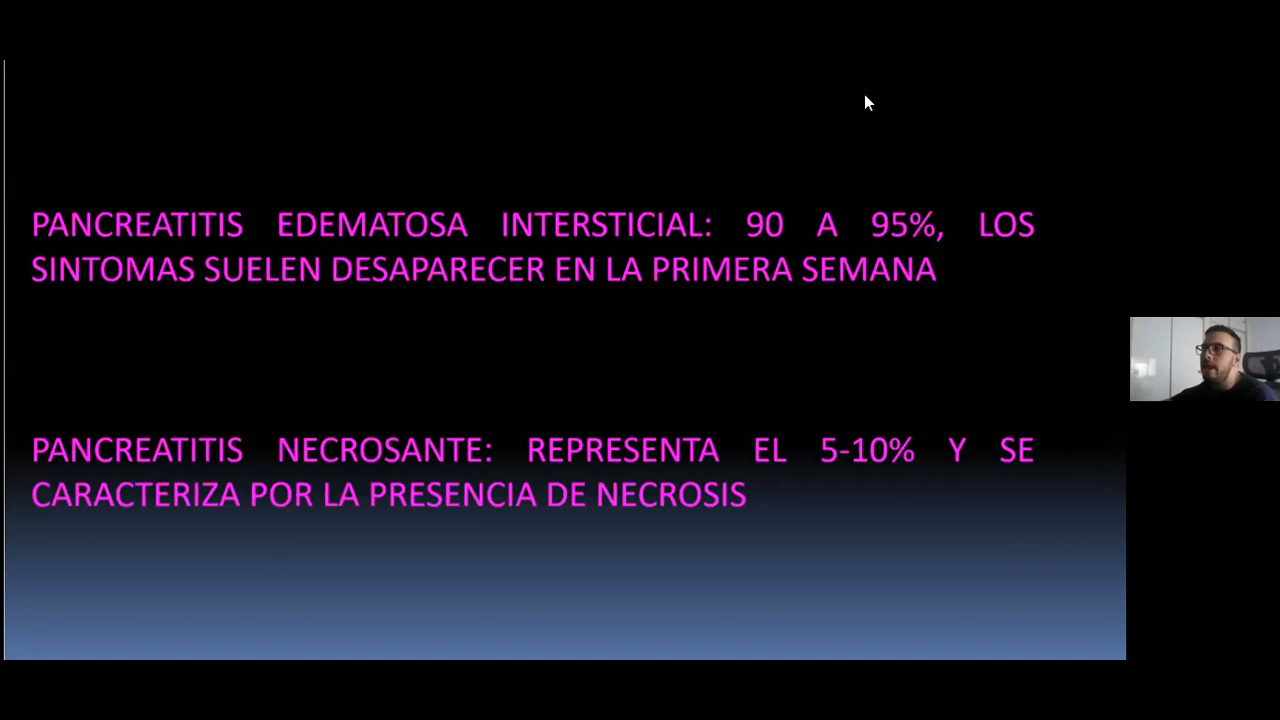 PANCREATITIS EDEMATOSA INTERSTICIAL: 90 A 95%, LOS
SINTOMAS SUELEN DESAPARECER EN LA PRIMERA SEMANA
PANCREATITIS NECROSANTE: REPRESENTA EL 5-10% Y SE
CARACTERIZA POR LA PRESENCIA DE NECROSIS